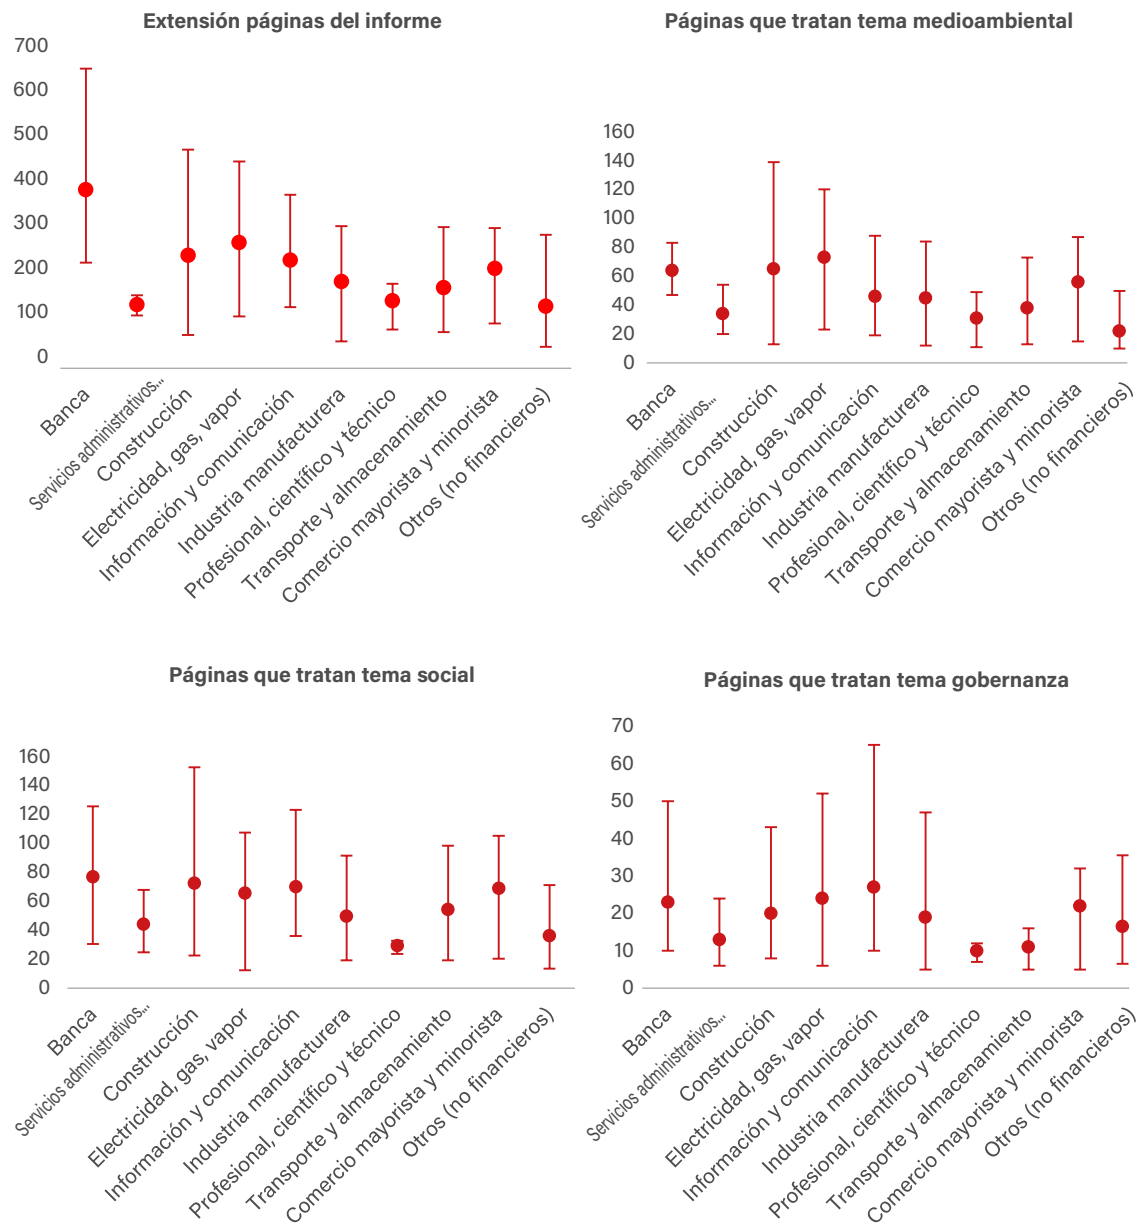 Extensión páginas del informe
700
600
500
400
300
200
100
0
Banca
Servicios administrativos...
Construcción
Electricidad, gas, vapor
Información y comunicación
Industria manufacturera
Profesional, científico y técnico
Transporte y almacenamiento
Comercio mayorista y minorista
Otros (no financieros)
Páginas que tratan tema medioambiental
160
140
120
100
80
60
40
20
0
Banca
Servicios administrativos...
Construcción
Electricidad, gas, vapor
Información y comunicación
Industria manufacturera
Profesional, científico y técnico
Transporte y almacenamiento
Comercio mayorista y minorista
Otros (no financieros)
Páginas que tratan tema social
160
140
120
100
80
60
40
20
0
Banca
Servicios administrativos...
Construcción
Electricidad, gas, vapor
Información y comunicación
Industria manufacturera
Profesional, científico y técnico
Transporte y almacenamiento
Comercio mayorista y minorista
Otros (no financieros)
Páginas que tratan tema gobernanza
70
60
50
40
30
20
10
0
Banca
Servicios administrativos...
Construcción
Electricidad, gas, vapor
Información y comunicación
Industria manufacturera
Profesional, científico y técnico
Transporte y almacenamiento
Comercio mayorista y minorista
Otros (no financieros)